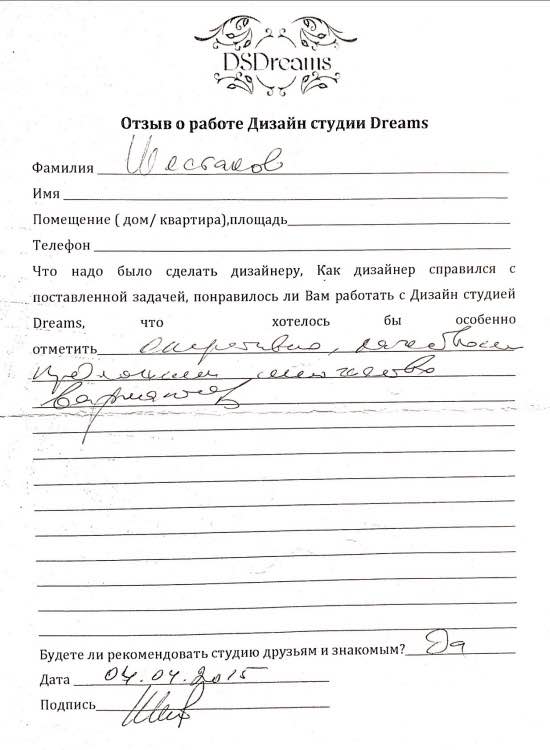 DSDreams
Отзыв о работе Дизайн студии Dreams
Фамилия Шестаков
Имя
Помещение ( дом/ квартира),площадь
Телефон
Что надо было сделать дизайнеру, Как дизайнер справился с
поставленной задачей, понравилось ли Вам работать с Дизайн студией
Dreams, что хотелось бы особенно
отметить оперативно, качественно
предложили множество
вариантов
Будете ли рекомендовать студию друзьям и знакомым? Да
Дата 04.04.2015
Подпись